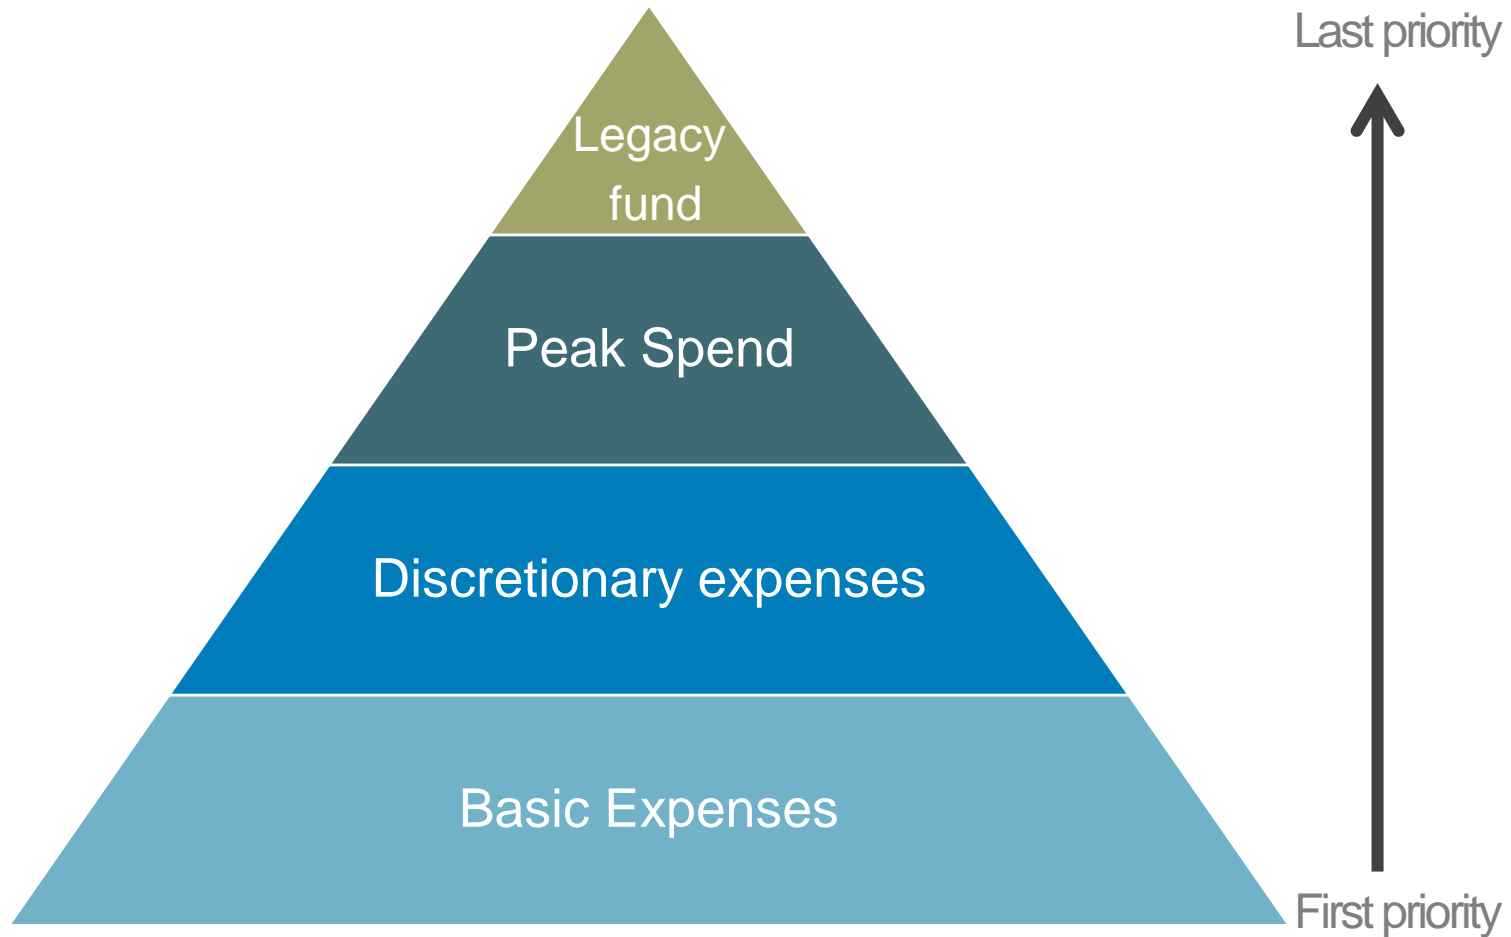 Last priority
Legacy
fund
Peak Spend
Discretionary expenses
Basic Expenses
First priority